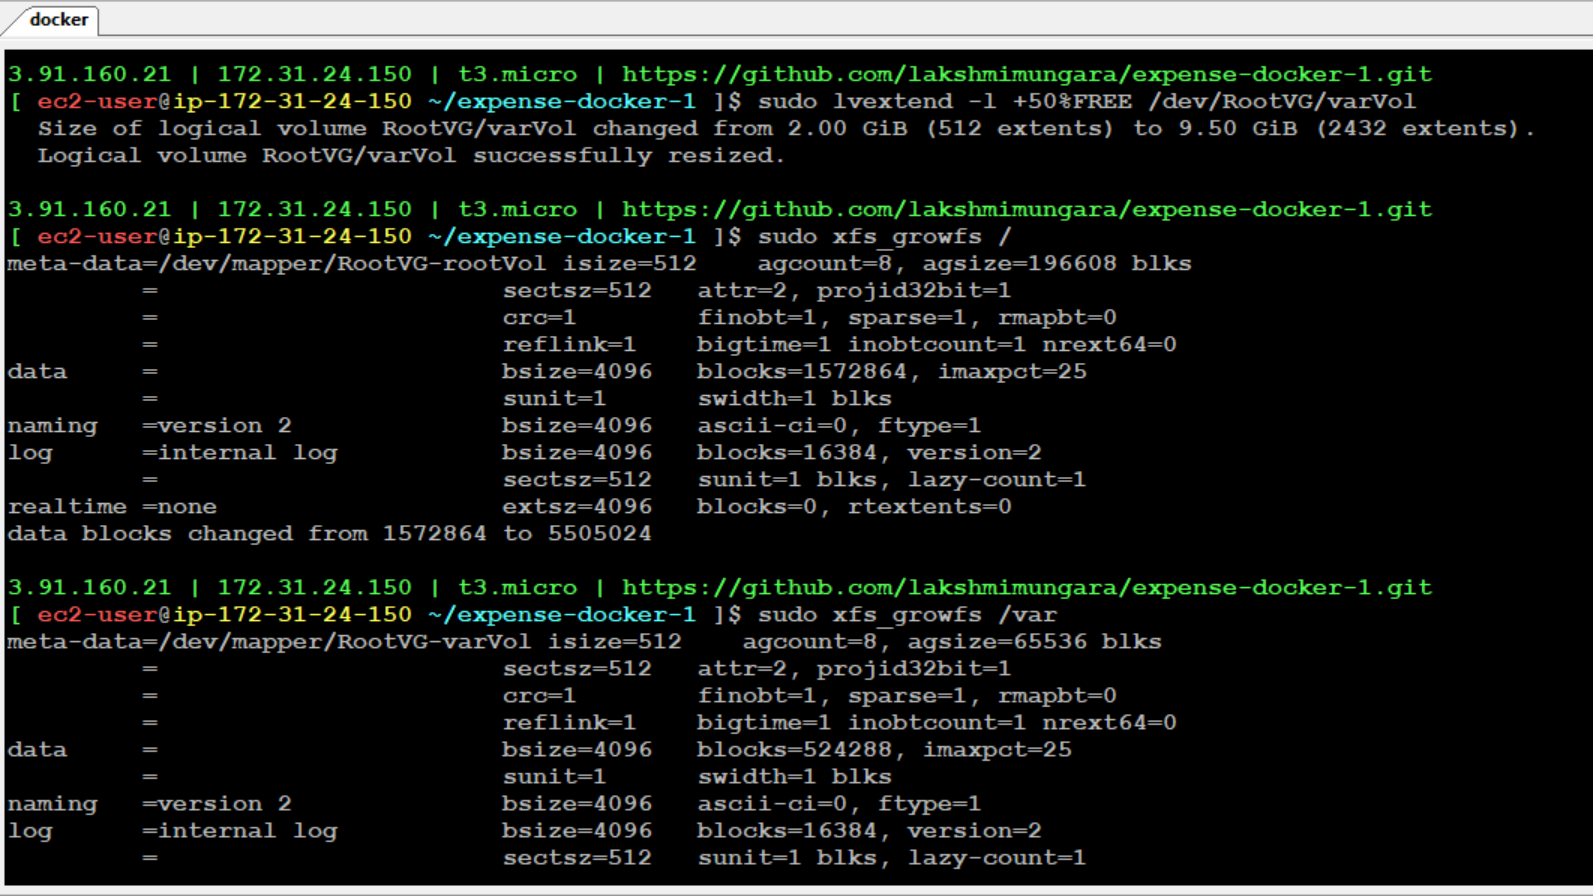 docker
3.91.160.21 | 172.31.24.150 | t3.micro | https://github.com/lakshmimungara/expense-docker-1.git
[ ec2-user@ip-172-31-24-150 ~/expense-docker-1 ]$ sudo lvextend -l +50%FREE /dev/RootVG/varVol
  Size of logical volume RootVG/varVol changed from 2.00 GiB (512 extents) to 9.50 GiB (2432 extents).
  Logical volume RootVG/varVol successfully resized.

3.91.160.21 | 172.31.24.150 | t3.micro | https://github.com/lakshmimungara/expense-docker-1.git
[ ec2-user@ip-172-31-24-150 ~/expense-docker-1 ]$ sudo xfs_growfs /
meta-data=/dev/mapper/RootVG-rootVol isize=512    agcount=8, agsize=196608 blks
         =                       sectsz=512   attr=2, projid32bit=1
         =                       crc=1        finobt=1, sparse=1, rmapbt=0
         =                       reflink=1    bigtime=1 inobtcount=1 nrext64=0
data     =                       bsize=4096   blocks=1572864, imaxpct=25
         =                       sunit=1      swidth=1 blks
naming   =version 2              bsize=4096   ascii-ci=0, ftype=1
log      =internal log           bsize=4096   blocks=16384, version=2
         =                       sectsz=512   sunit=1 blks, lazy-count=1
realtime =none                   extsz=4096   blocks=0, rtextents=0
data blocks changed from 1572864 to 5505024

3.91.160.21 | 172.31.24.150 | t3.micro | https://github.com/lakshmimungara/expense-docker-1.git
[ ec2-user@ip-172-31-24-150 ~/expense-docker-1 ]$ sudo xfs_growfs /var
meta-data=/dev/mapper/RootVG-varVol isize=512    agcount=8, agsize=65536 blks
         =                       sectsz=512   attr=2, projid32bit=1
         =                       crc=1        finobt=1, sparse=1, rmapbt=0
         =                       reflink=1    bigtime=1 inobtcount=1 nrext64=0
data     =                       bsize=4096   blocks=524288, imaxpct=25
         =                       sunit=1      swidth=1 blks
naming   =version 2              bsize=4096   ascii-ci=0, ftype=1
log      =internal log           bsize=4096   blocks=16384, version=2
         =                       sectsz=512   sunit=1 blks, lazy-count=1